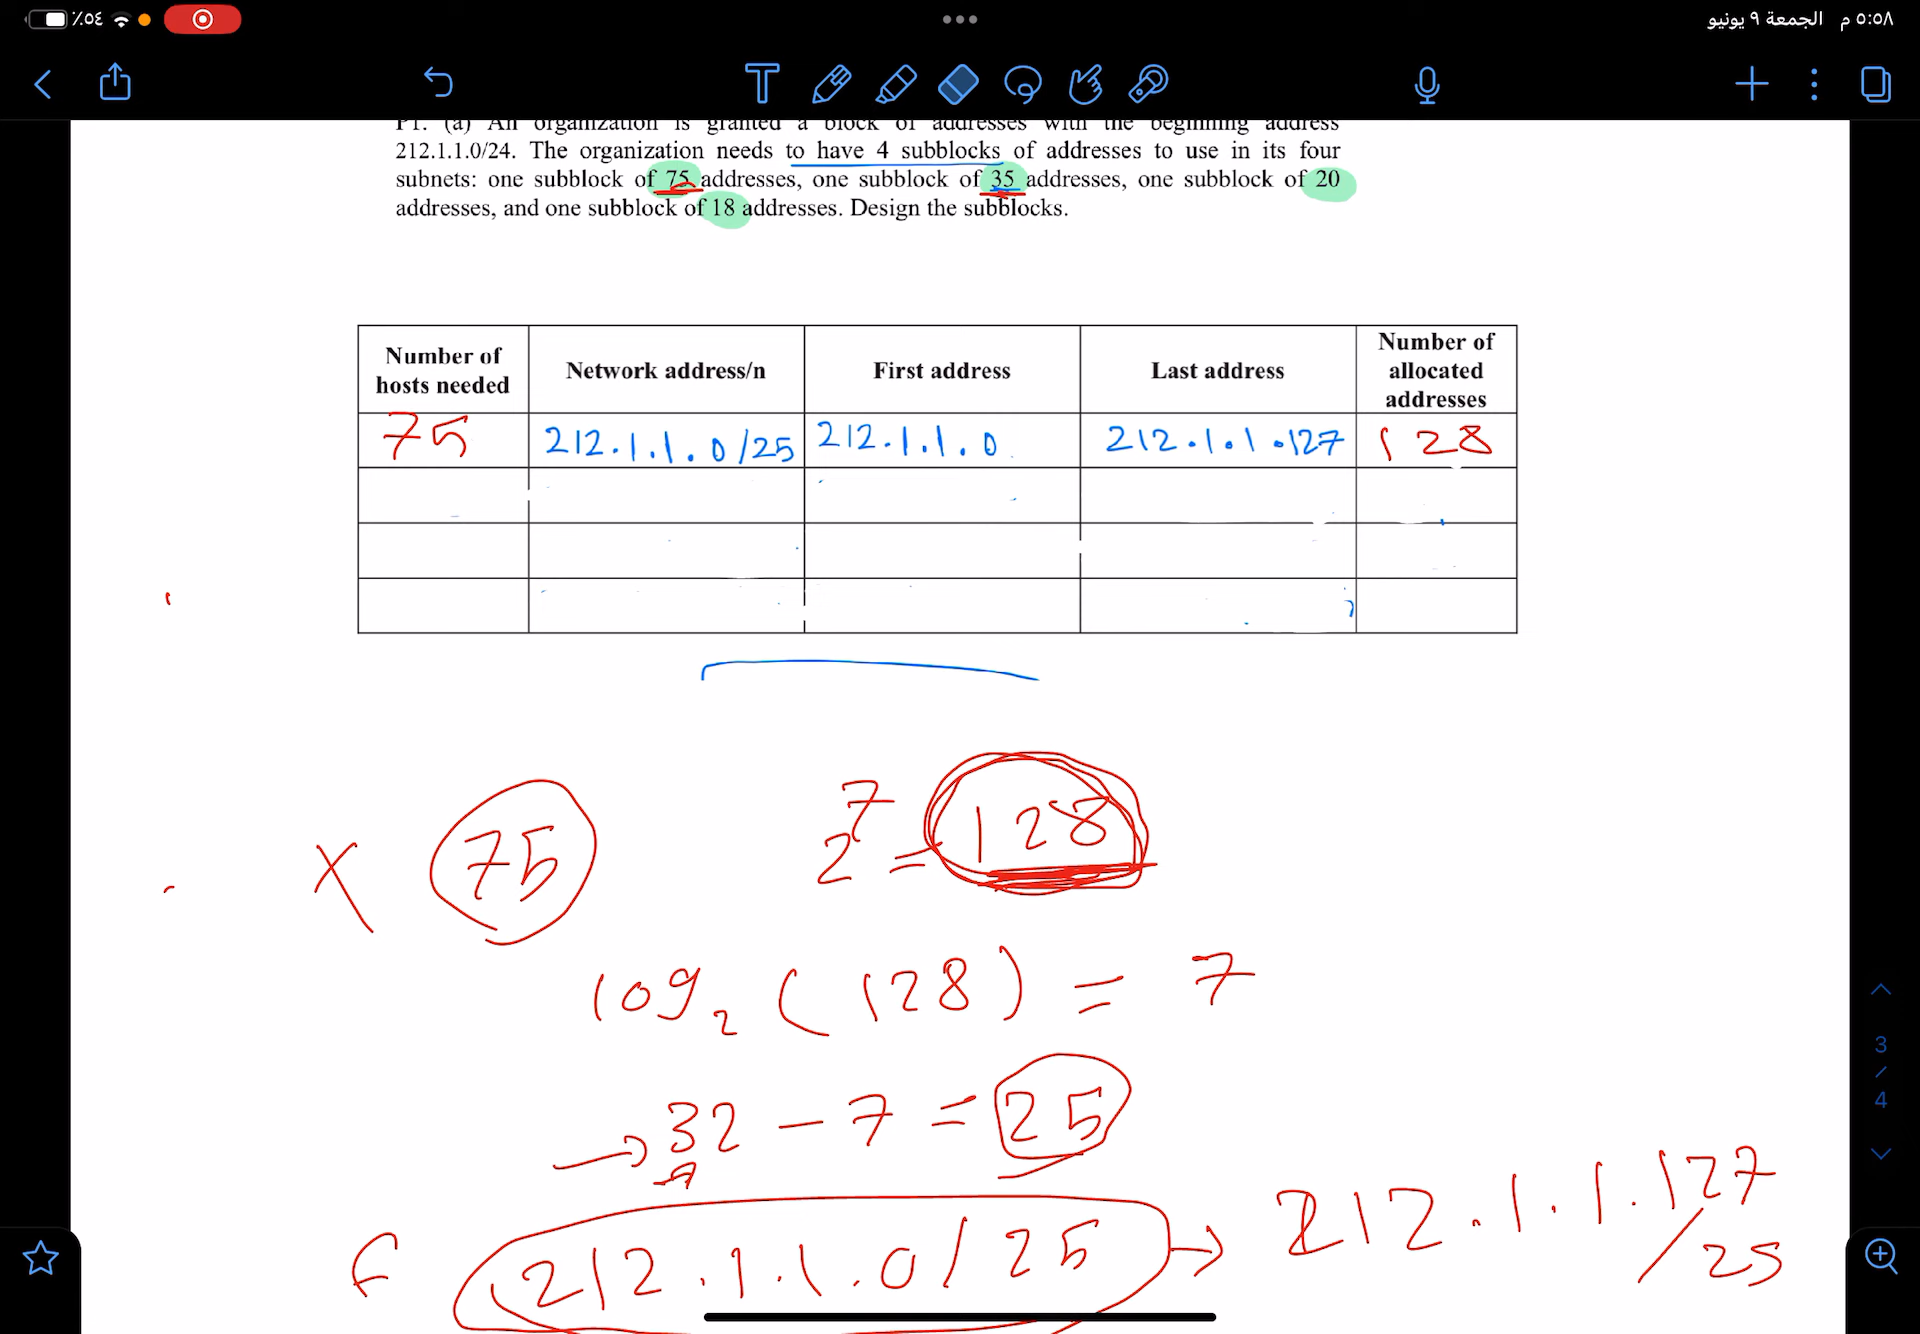 ٪٥٤
٥:٥٨ م الجمعة ٩ يونيو
P1. (a) An organization is granted a block of addresses with the beginning address
212.1.1.0/24. The organization needs to have 4 subblocks of addresses to use in its four
subnets: one subblock of 75 addresses, one subblock of 35 addresses, one subblock of 20
addresses, and one subblock of 18 addresses. Design the subblocks.
Number of hosts needed
Network address/n
First address
Last address
Number of allocated addresses
75
212.1.1.0/25
212.1.1.0
212.1.1.127
128
X 75
2^7 = 128
log₂ (128) = 7
32 - 7 = 25
212.1.1.0/25
212.1.1.127
/25
3
/
4